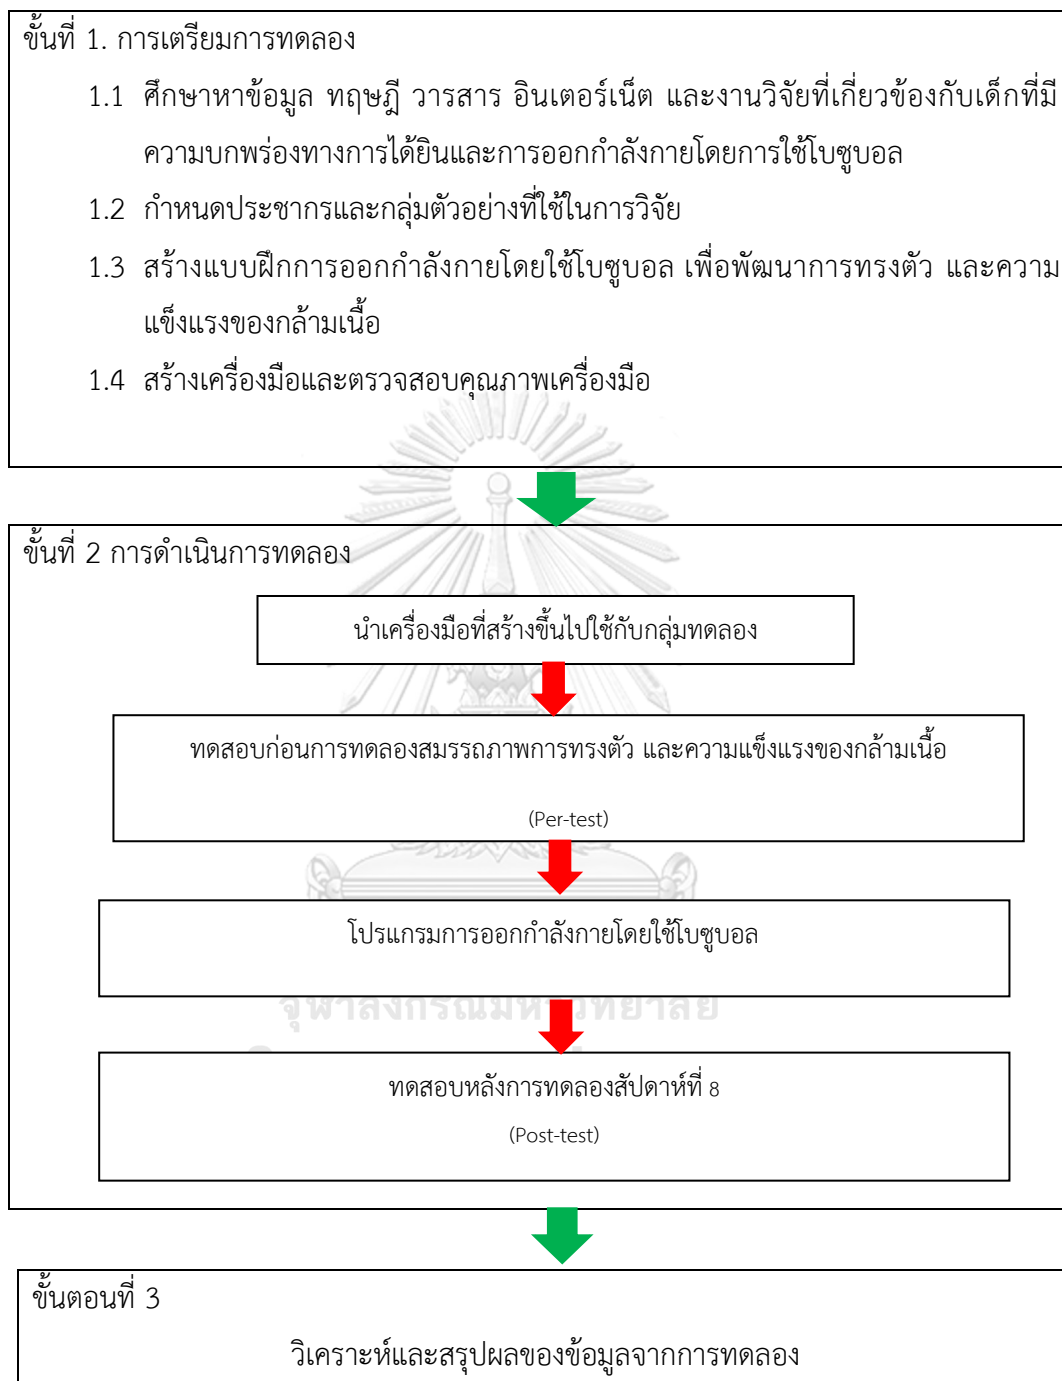 ขั้นที่ 1. การเตรียมการทดลอง
1.1 ศึกษาหาข้อมูล ทฤษฎี วารสาร อินเตอร์เน็ต และงานวิจัยที่เกี่ยวข้องกับเด็กที่มี
ความบกพร่องทางการได้ยินและการออกกำลังกายโดยการใช้โบซูบอล
1.2 กำหนดประชากรและกลุ่มตัวอย่างที่ใช้ในการวิจัย
1.3 สร้างแบบฝึกการออกกำลังกายโดยใช้โบซูบอล เพื่อพัฒนาการทรงตัว และความ
แข็งแรงของกล้ามเนื้อ
1.4 สร้างเครื่องมือและตรวจสอบคุณภาพเครื่องมือ
ขั้นที่ 2 การดำเนินการทดลอง
นำเครื่องมือที่สร้างขึ้นไปใช้กับกลุ่มทดลอง
ทดสอบก่อนการทดลองสมรรถภาพการทรงตัว และความแข็งแรงของกล้ามเนื้อ
(Per-test)
โปรแกรมการออกกำลังกายโดยใช้โบซูบอล
จุฬาลงกรณ์มหาวิทยาลัย
ทดสอบหลังการทดลองสัปดาห์ที่ 8
(Post-test)
ขั้นตอนที่ 3
วิเคราะห์และสรุปผลของข้อมูลจากการทดลอง